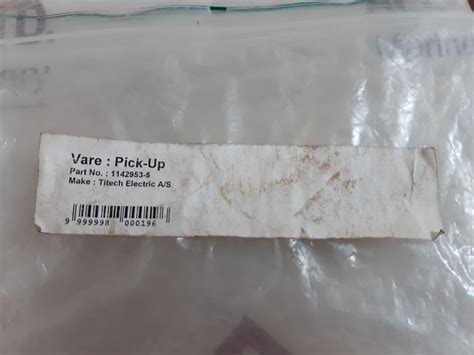 Vare : Pick-Up
Part No. : 1142953-5
Make : Titech Electric A/S
9 999998 000196